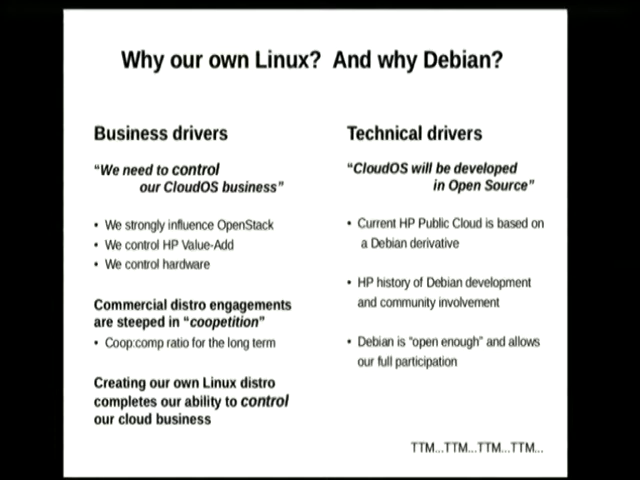 Why our own Linux?  And why Debian?
Business drivers
“We need to control
our CloudOS business”
• We strongly influence OpenStack
• We control HP Value-Add
• We control hardware
Commercial distro engagements
are steeped in “coopetition”
• Coop:comp ratio for the long term
Creating our own Linux distro
completes our ability to control
our cloud business
Technical drivers
“CloudOS will be developed
in Open Source”
• Current HP Public Cloud is based on
a Debian derivative
• HP history of Debian development
and community involvement
• Debian is “open enough” and allows
our full participation
TTM...TTM...TTM...TTM...